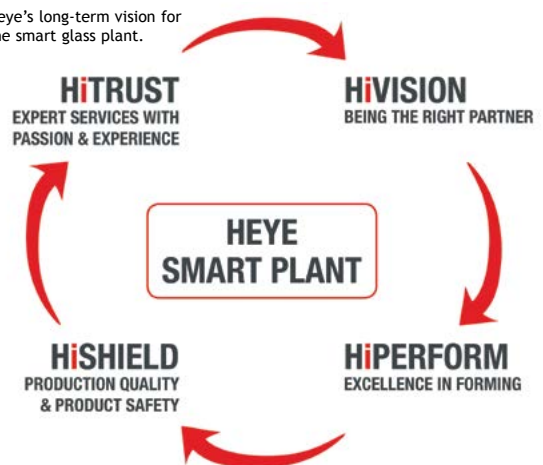 eye’s long-term vision for
e smart glass plant.
HiTRUST
EXPERT SERVICES WITH
PASSION & EXPERIENCE
HiVISION
BEING THE RIGHT PARTNER
HEYE
SMART PLANT
HiSHIELD
PRODUCTION QUALITY
& PRODUCT SAFETY
HiPERFORM
EXCELLENCE IN FORMING